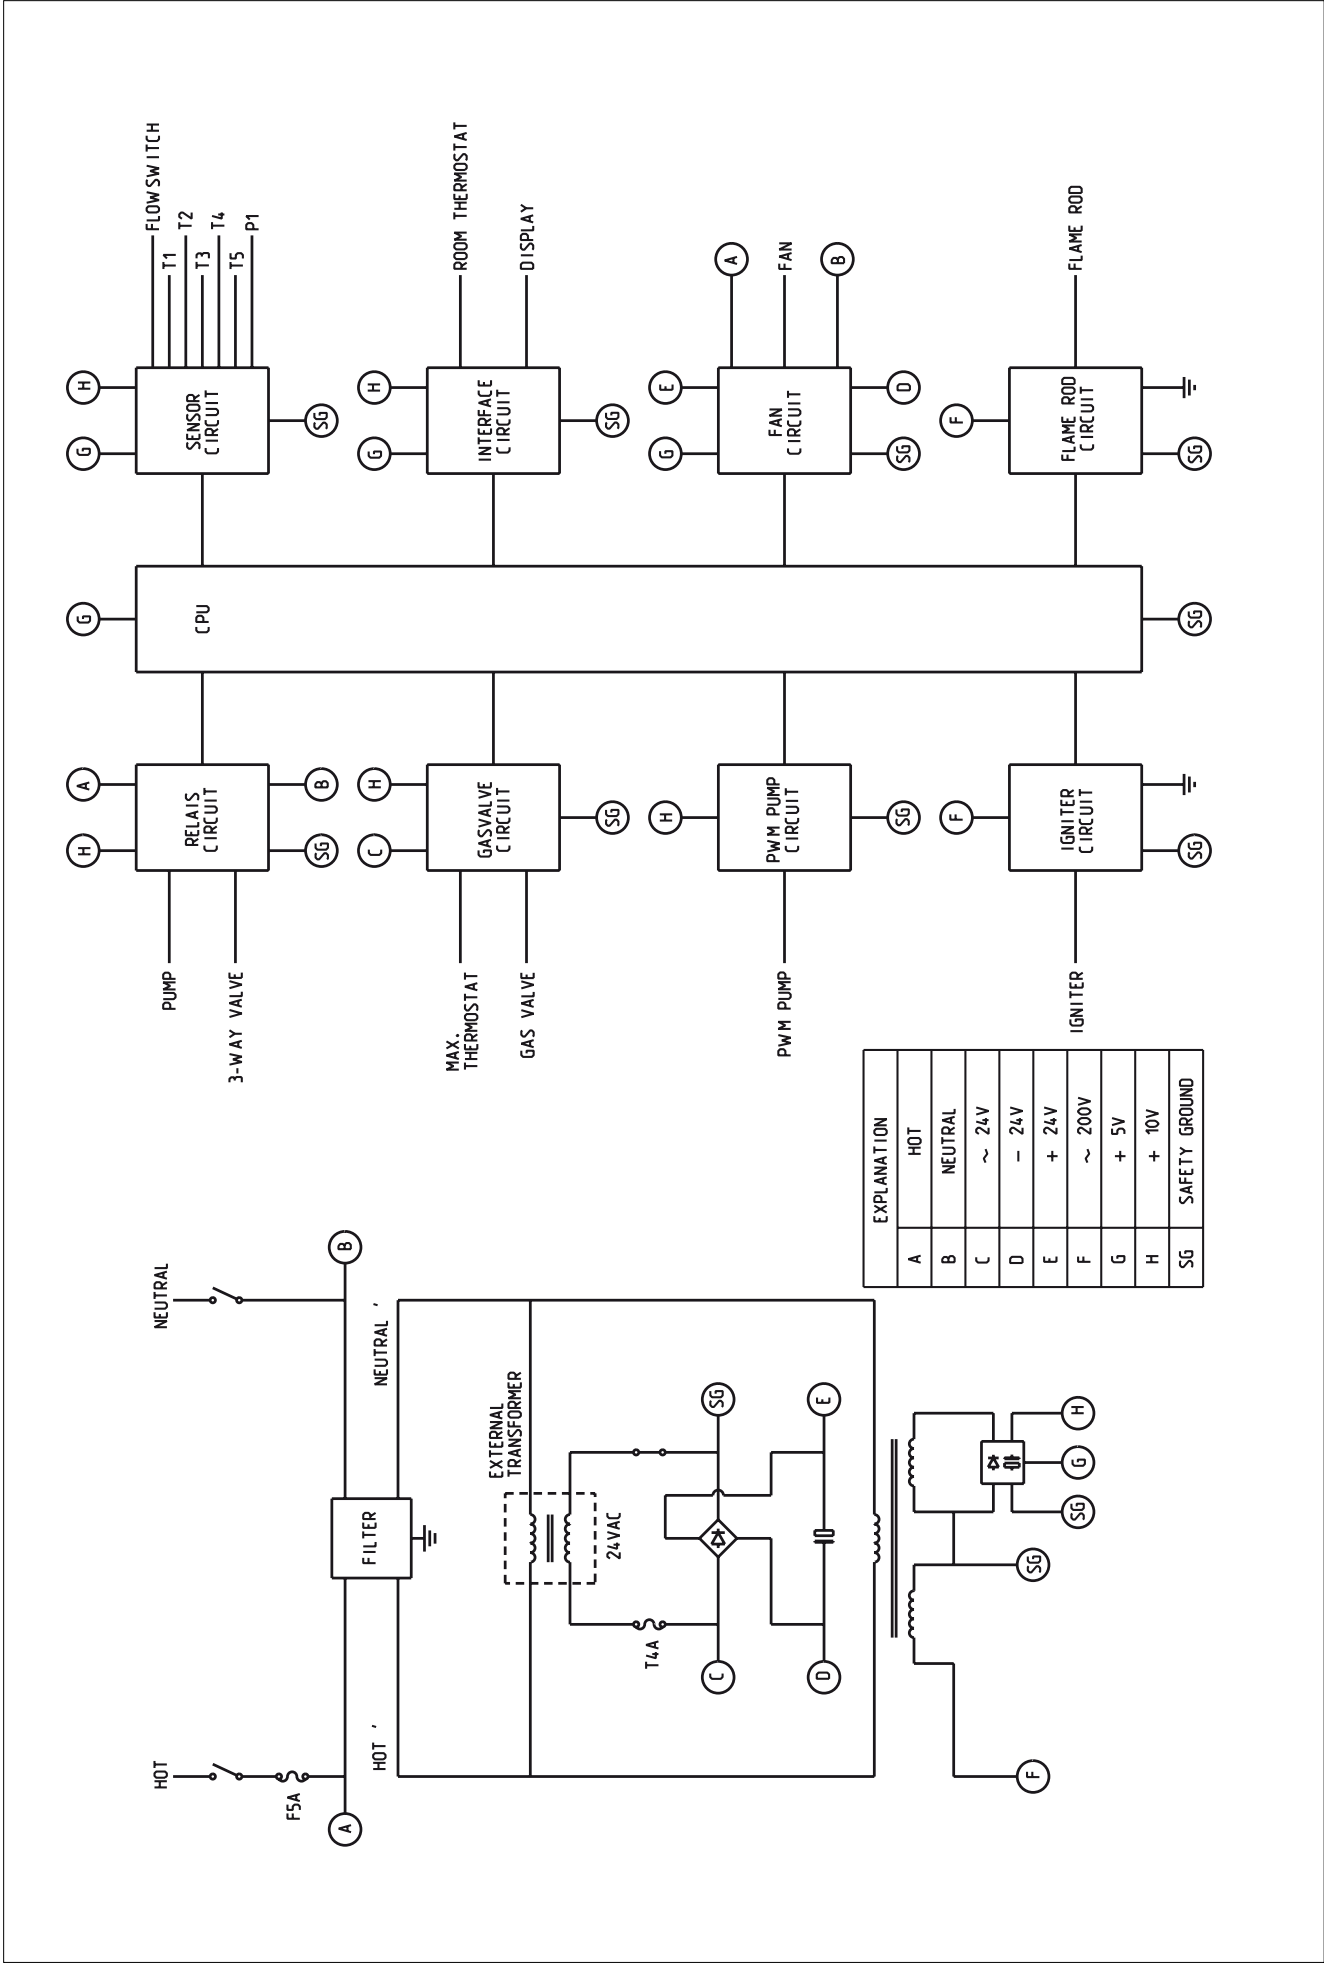 HOT
NEUTRAL
F5A
A
B
HOT '
FILTER
NEUTRAL '
EXTERNAL
TRANSFORMER
24VAC
T4A
C
SG
D
E
F
SG
SG
G
H
EXPLANATION
A HOT
B NEUTRAL
C ~ 24V
D - 24V
E + 24V
F ~ 200V
G + 5V
H + 10V
SG SAFETY GROUND
H
A
PUMP
3-WAY VALVE
RELAIS
CIRCUIT
SG
B
G
CPU
SG
G
H
SENSOR
CIRCUIT
SG
FLOWSWITCH
T1
T2
T3
T4
T5
P1
C
H
MAX.
THERMOSTAT
GAS VALVE
GASVALVE
CIRCUIT
SG
G
H
INTERFACE
CIRCUIT
SG
ROOM THERMOSTAT
DISPLAY
H
PWM PUMP
PWM PUMP
CIRCUIT
SG
G
E
FAN
CIRCUIT
SG
D
A
FAN
B
F
IGNITER
IGNITER
CIRCUIT
SG
F
FLAME ROD
CIRCUIT
SG
FLAME ROD